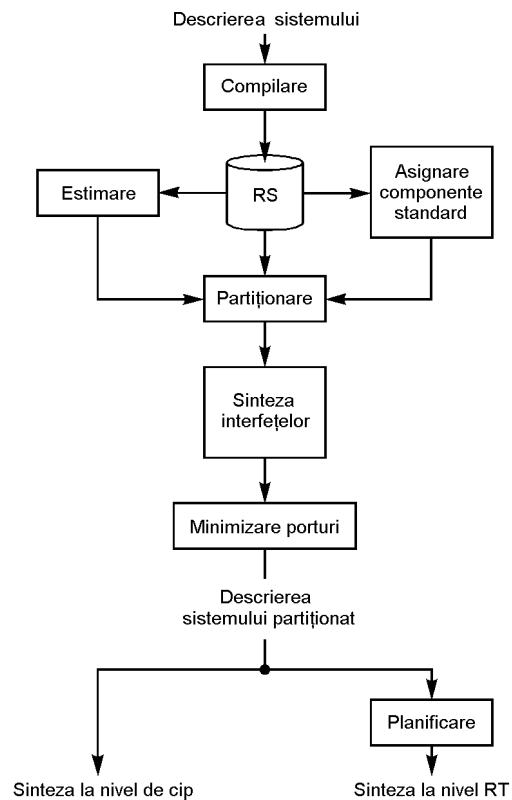 Descrierea sistemului
Compilare
Estimare
RS
Asignare
componente
standard
Partiționare
Sinteza
interfețelor
Minimizare porturi
Descrierea
sistemului partiționat
Planificare
Sinteza la nivel de cip
Sinteza la nivel RT